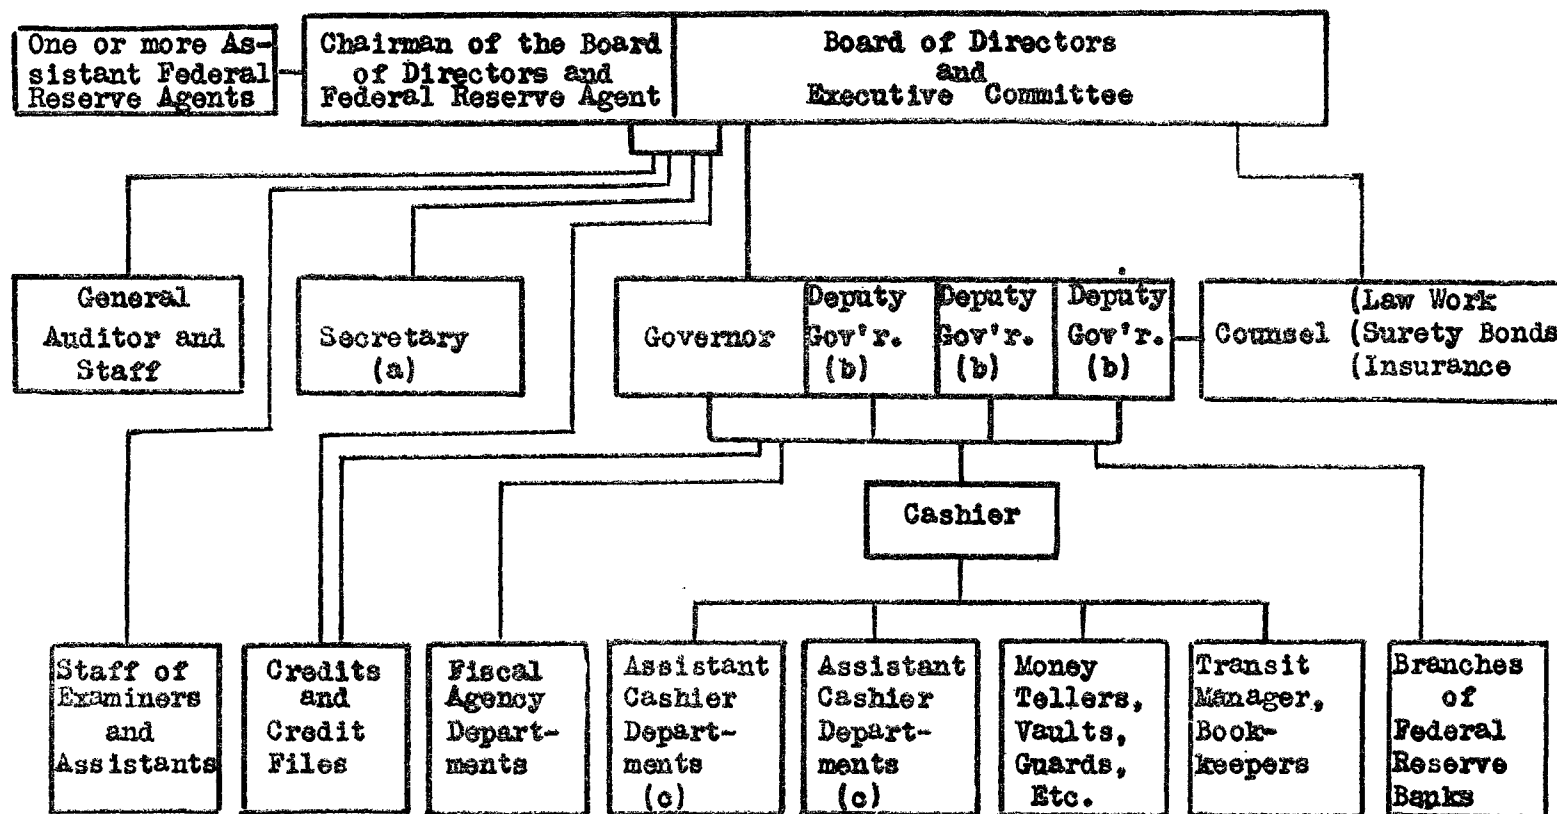 One or more As-
sistant Federal
Reserve Agents
Chairman of the Board
of Directors and
Federal Reserve Agent
Board of Directors
and
Executive Committee
General
Auditor and
Staff
Secretary
(a)
Governor
Deputy
Gov'r.
(b)
Deputy
Gov'r.
(b)
Deputy
Gov'r.
(b)
Counsel
(Law Work
(Surety Bonds
(Insurance
Cashier
Staff of
Examiners
and
Assistants
Credits
and
Credit
Files
Fiscal
Agency
Depart-
ments
Assistant
Cashier
Depart-
ments
(c)
Assistant
Cashier
Depart-
ments
(c)
Money
Tellers,
Vaults,
Guards,
Etc.
Transit
Manager,
Book-
keepers
Branches
of
Federal
Reserve
Banks